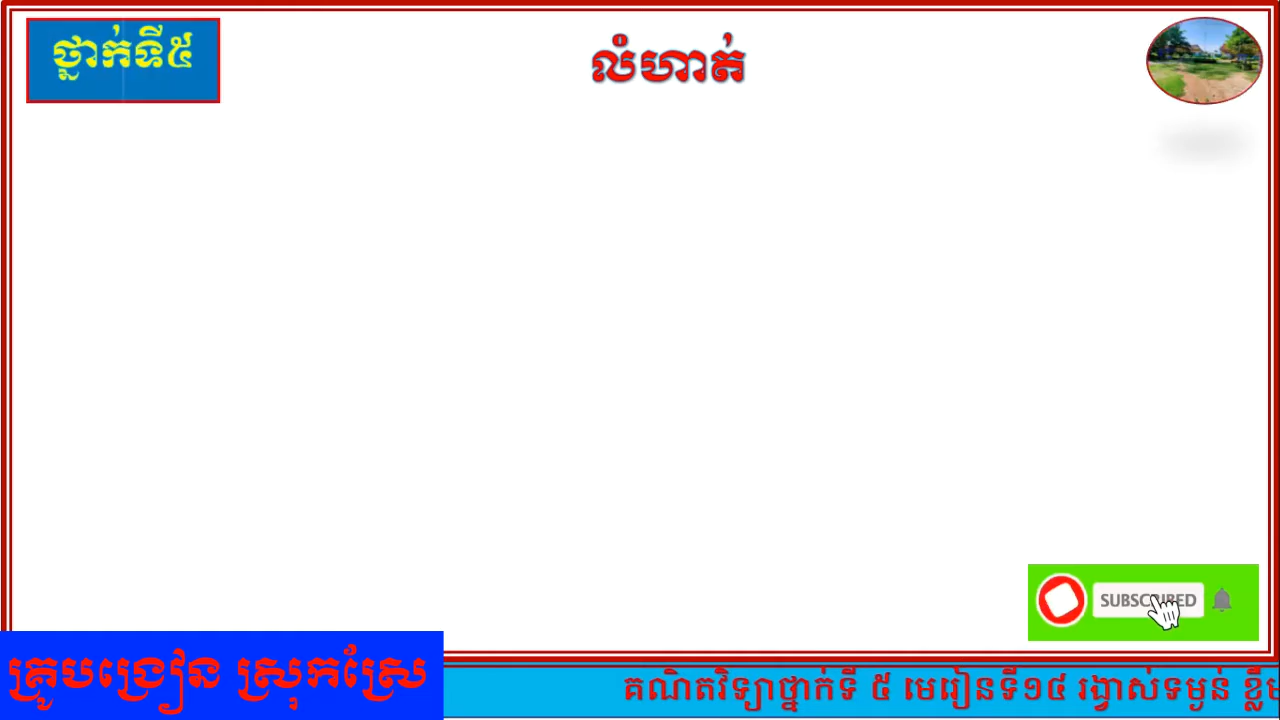 ថ្នាក់ទី៥
លំហាត់
SUBSCRIBED
គ្រូបង្រៀន ស្រុកស្រែ
គណិតវិទ្យាថ្នាក់ទី ៥ មេរៀនទី១៤ រង្វាស់ទម្ងន់